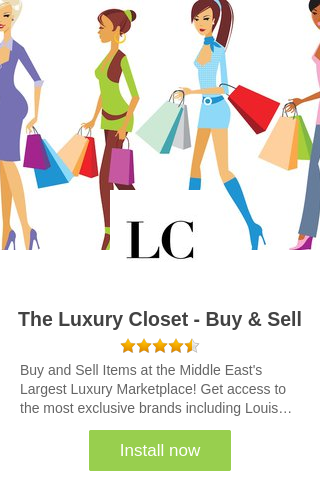 LC
The Luxury Closet - Buy & Sell
Buy and Sell Items at the Middle East's
Largest Luxury Marketplace! Get access to
the most exclusive brands including Louis…
Install now